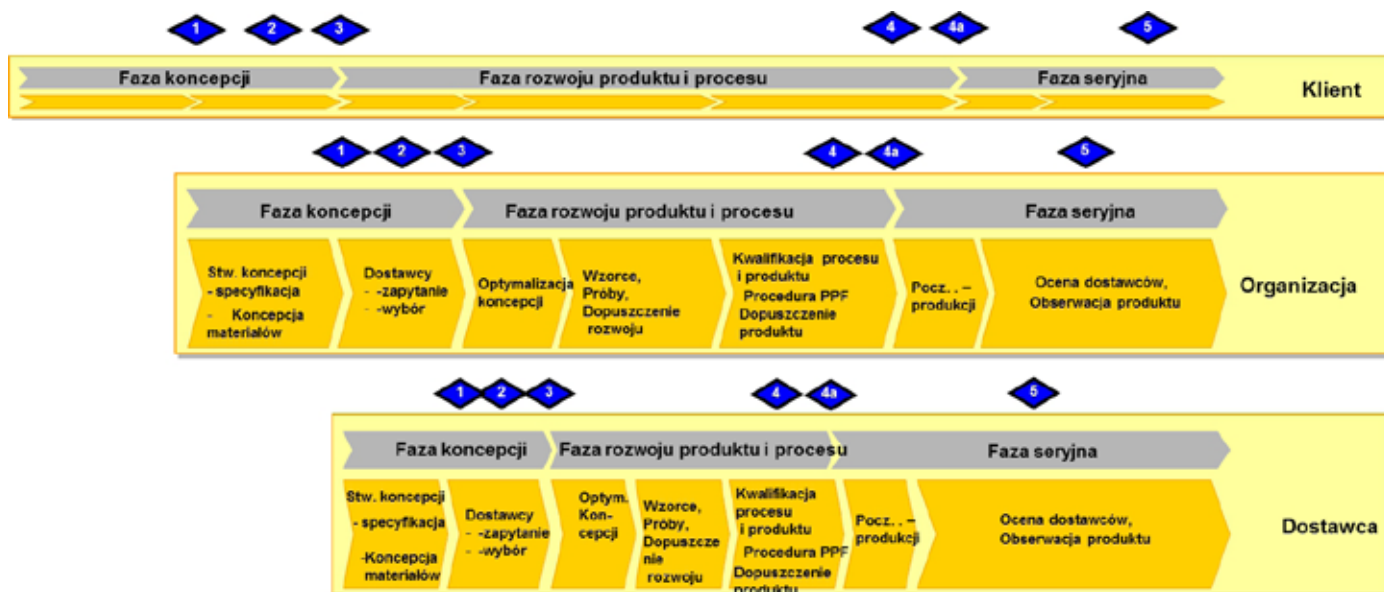 1 2 3 4 4a 5
Faza koncepcji Faza rozwoju produktu i procesu Faza seryjna
Klient
1 2 3 4 4a 5
Faza koncepcji Faza rozwoju produktu i procesu Faza seryjna
Stw. koncepcji
- specyfikacja
- Koncepcja
materiałów
Dostawcy
- -zapytanie
- -wybór
Optymalizacja
koncepcji
Wzorce,
Próby,
Dopuszczenie
rozwoju
Kwalifikacja procesu
i produktu
Procedura PPF
Dopuszczenie
produktu
Pocz. . –
produkcji
Ocena dostawców,
Obserwacja produktu
Organizacja
1 2 3 4 4a 5
Faza koncepcji Faza rozwoju produktu i procesu Faza seryjna
Stw. koncepcji
- specyfikacja
-Koncepcja
materiałów
Dostawcy
- -zapytanie
- -wybór
Optym.
Kon-
cepcji
Wzorce,
Próby,
Dopuszcze
nie
rozwoju
Kwalifikacja
procesu
i produktu
Procedura PPF
Dopuszczenie
produktu
Pocz. . –
produkcji
Ocena dostawców,
Obserwacja produktu
Dostawca